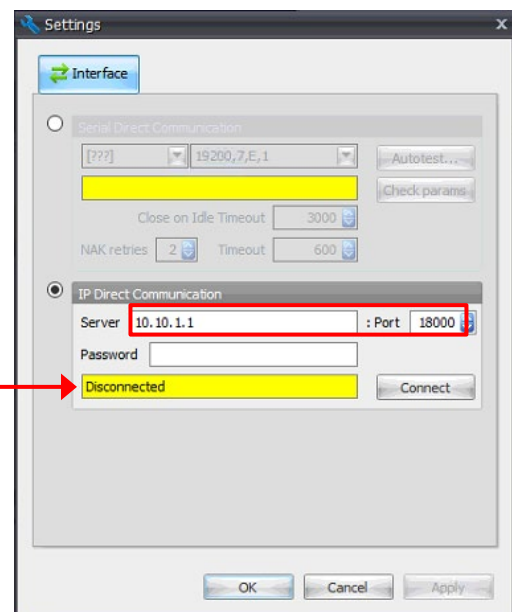 Settings
x
Interface
Serial Direct Communication
[???] 19200,7,E,1 Autotest...
Check params
Close on Idle Timeout 3000
NAK retries 2 Timeout 600
IP Direct Communication
Server 10.10.1.1 : Port 18000
Password
Disconnected Connect
OK Cancel Apply